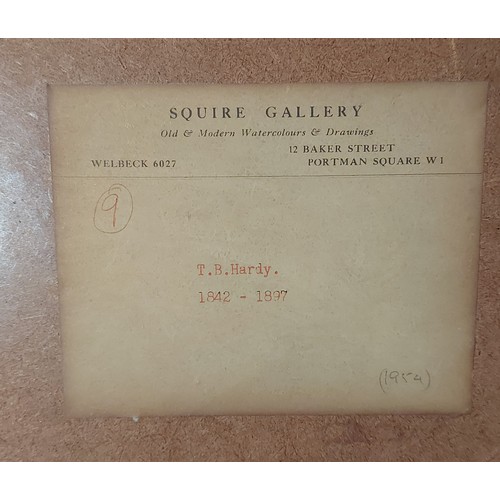 SQUIRE GALLERY
Old & Modern Watercolours & Drawings
12 BAKER STREET
WELBECK 6027 PORTMAN SQUARE W1
9
T.B.Hardy.
1842 - 1897
(1954)